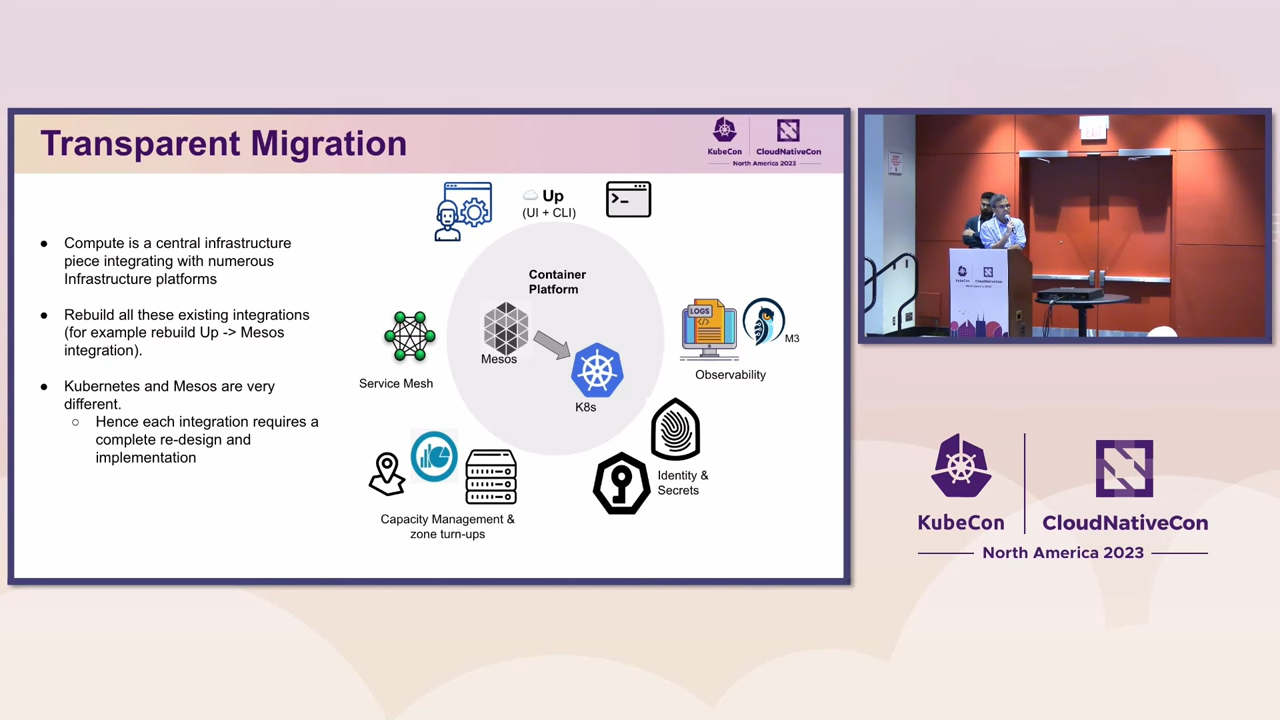 Transparent Migration
KubeCon
CloudNativeCon
North America 2023
● Compute is a central infrastructure
piece integrating with numerous
Infrastructure platforms
● Rebuild all these existing integrations
(for example rebuild Up -> Mesos
integration).
● Kubernetes and Mesos are very
different.
○ Hence each integration requires a
complete re-design and
implementation
Up
(UI + CLI)
>_
Container
Platform
Mesos
K8s
Service Mesh
LOGS
M3
Observability
Identity &
Secrets
Capacity Management &
zone turn-ups
EXIT
KubeCon
CloudNativeCon
KubeCon
CloudNativeCon
North America 2023